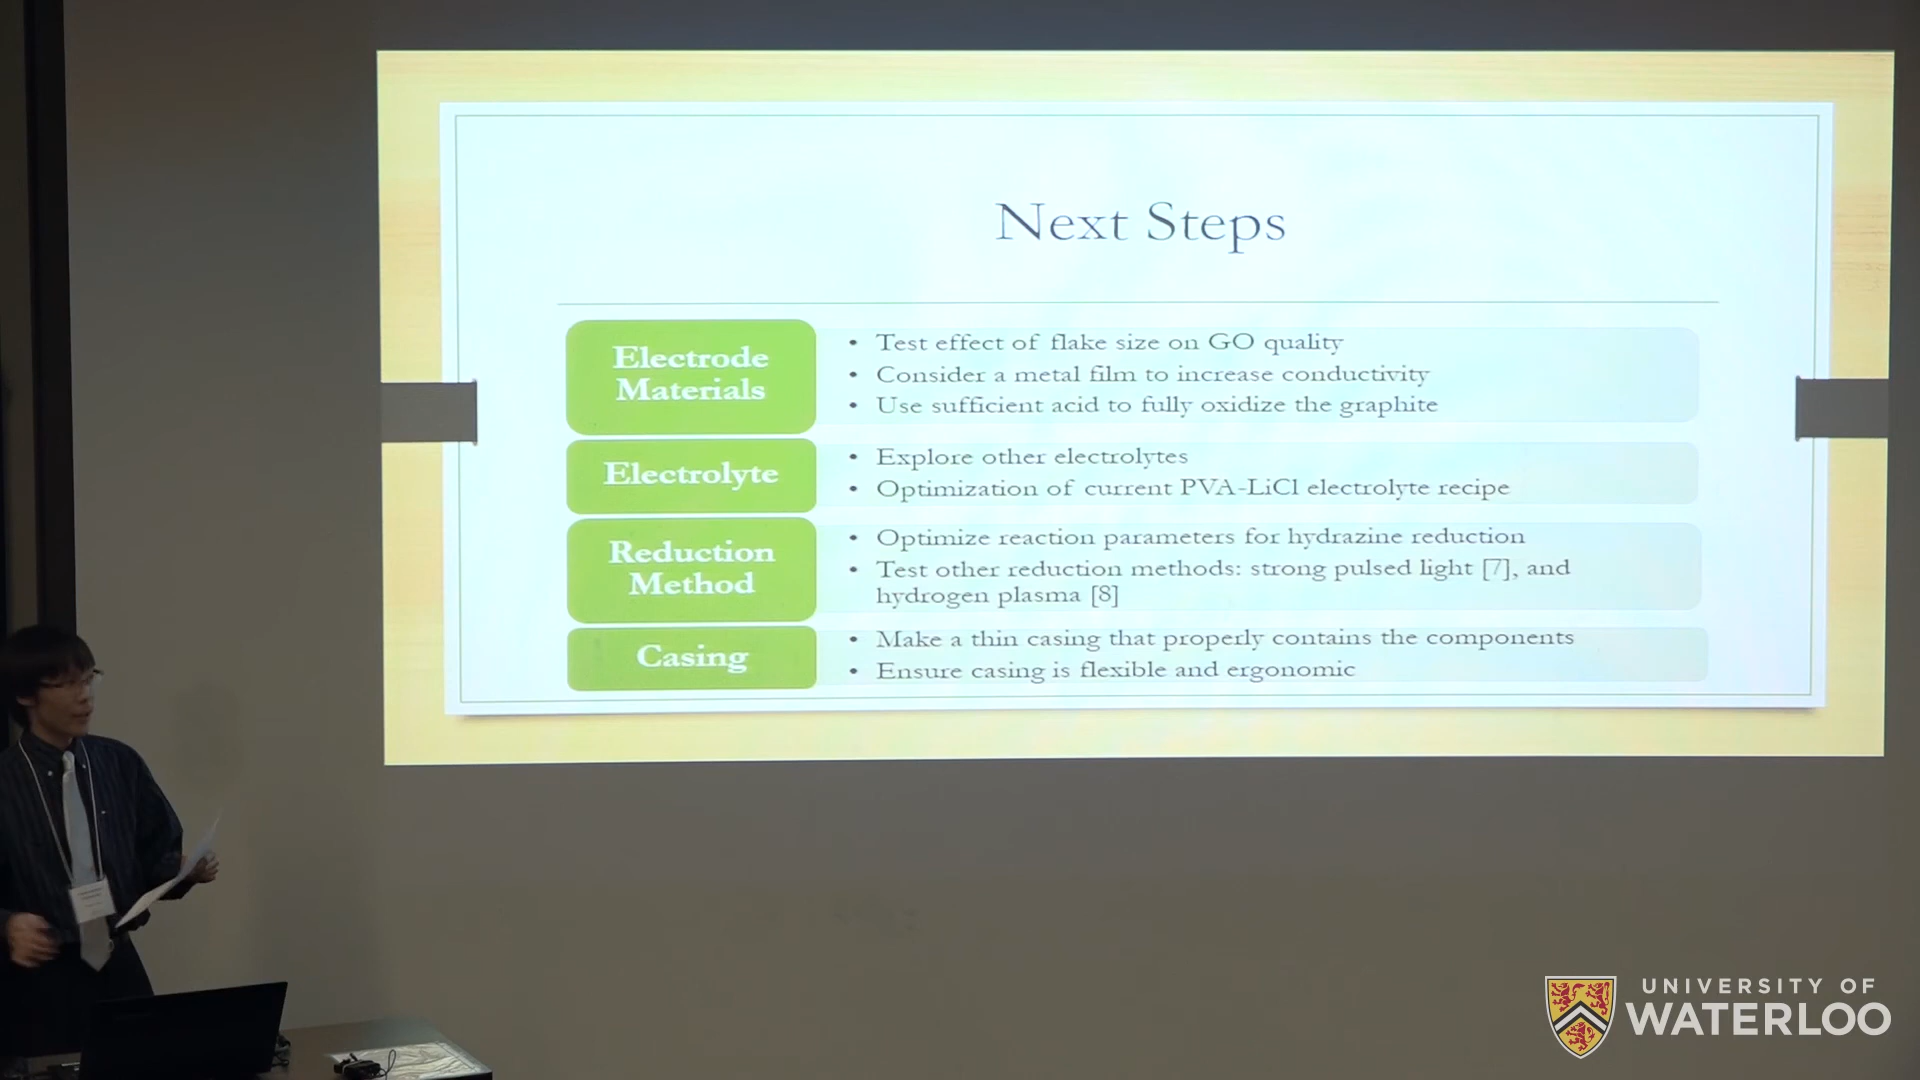 Next Steps
Electrode
Materials
• Test effect of flake size on GO quality
• Consider a metal film to increase conductivity
• Use sufficient acid to fully oxidize the graphite
Electrolyte
• Explore other electrolytes
• Optimization of current PVA-LiCl electrolyte recipe
Reduction
Method
• Optimize reaction parameters for hydrazine reduction
• Test other reduction methods: strong pulsed light [7], and
hydrogen plasma [8]
Casing
• Make a thin casing that properly contains the components
• Ensure casing is flexible and ergonomic
UNIVERSITY OF
WATERLOO